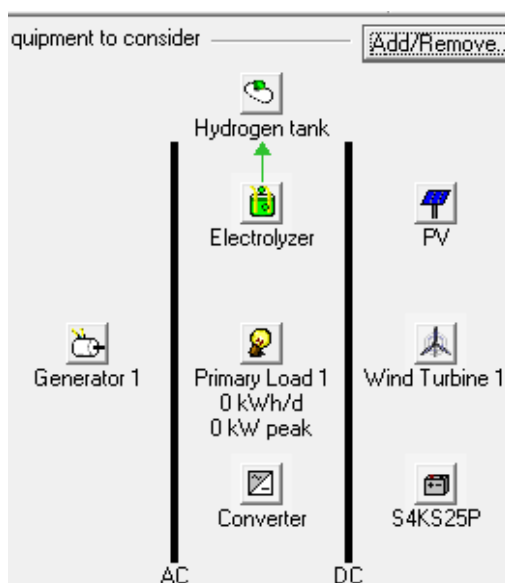 quipment to consider
Add/Remove..
Hydrogen tank
Electrolyzer
PV
Generator 1
Primary Load 1
0 kWh/d
0 kW peak
Wind Turbine 1
Converter
S4KS25P
AC
DC